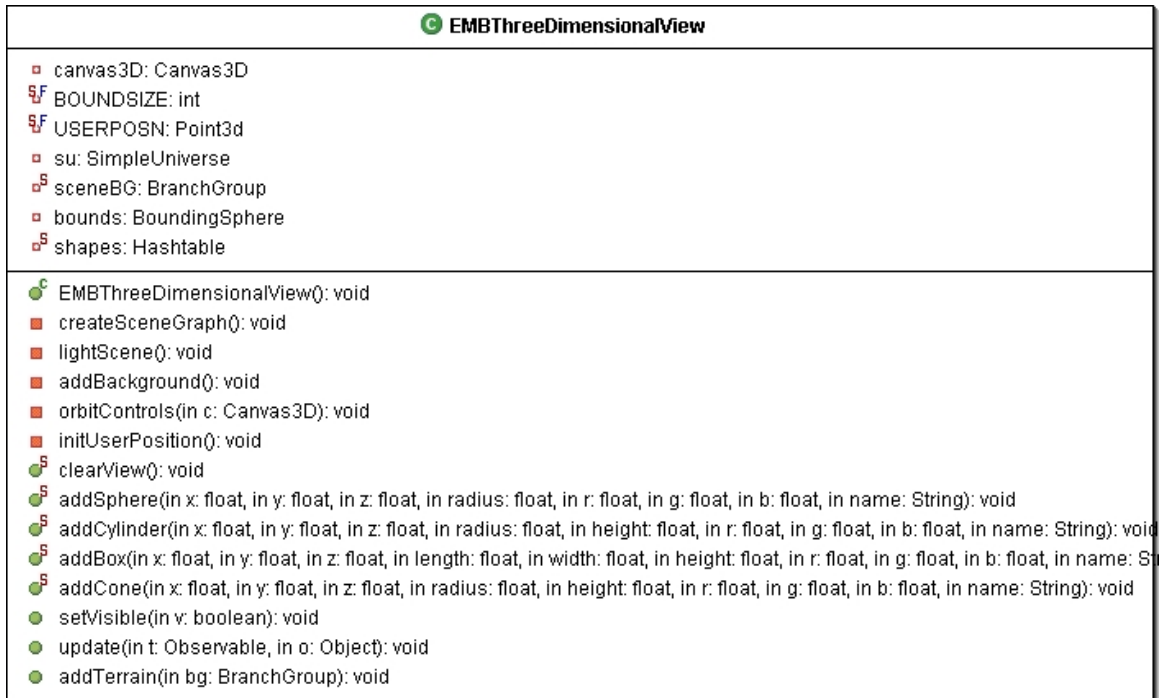 C EMBThreeDimensionalView
canvas3D: Canvas3D
S F BOUNDSIZE: int
S F USERPOSN: Point3d
su: SimpleUniverse
S sceneBG: BranchGroup
bounds: BoundingSphere
S shapes: Hashtable
C EMBThreeDimensionalView(): void
createSceneGraph(): void
lightScene(): void
addBackground(): void
orbitControls(in c: Canvas3D): void
initUserPosition(): void
S clearView(): void
S addSphere(in x: float, in y: float, in z: float, in radius: float, in r: float, in g: float, in b: float, in name: String): void
S addCylinder(in x: float, in y: float, in z: float, in radius: float, in height: float, in r: float, in g: float, in b: float, in name: String): void
S addBox(in x: float, in y: float, in z: float, in length: float, in width: float, in height: float, in r: float, in g: float, in b: float, in name: St
S addCone(in x: float, in y: float, in z: float, in radius: float, in height: float, in r: float, in g: float, in b: float, in name: String): void
setVisible(in v: boolean): void
update(in t: Observable, in o: Object): void
addTerrain(in bg: BranchGroup): void